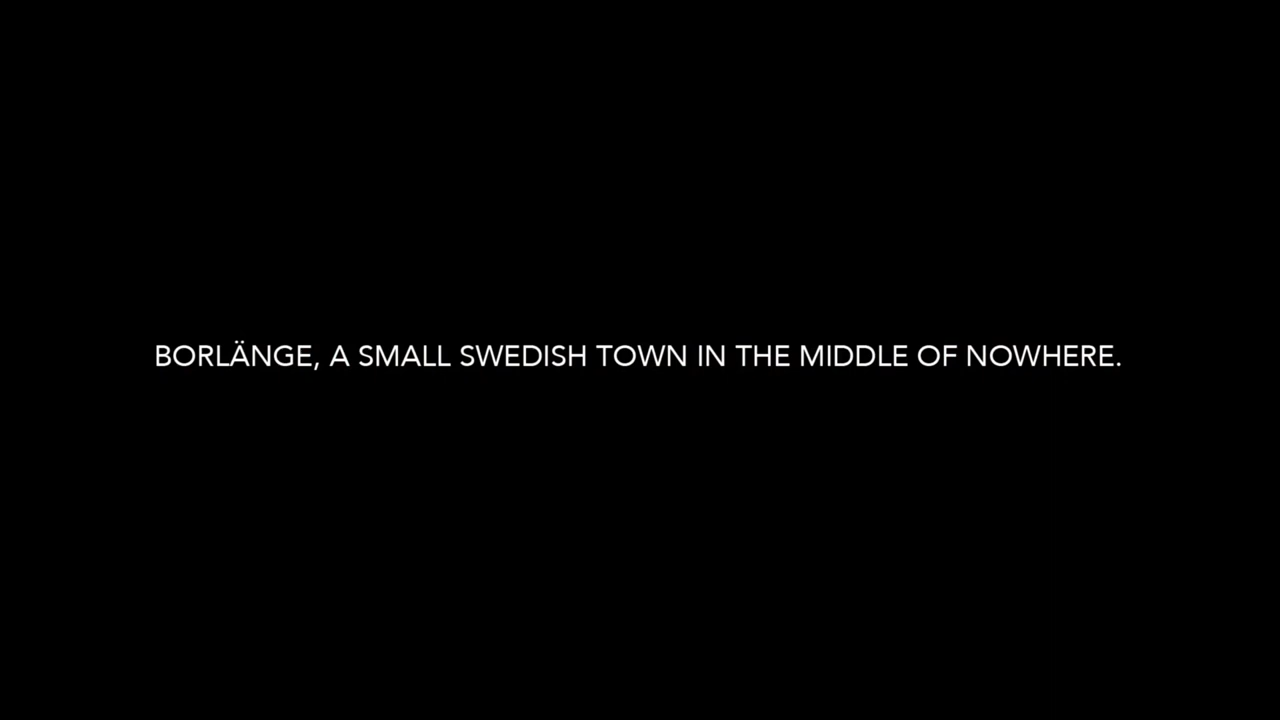 BORLÄNGE, A SMALL SWEDISH TOWN IN THE MIDDLE OF NOWHERE.